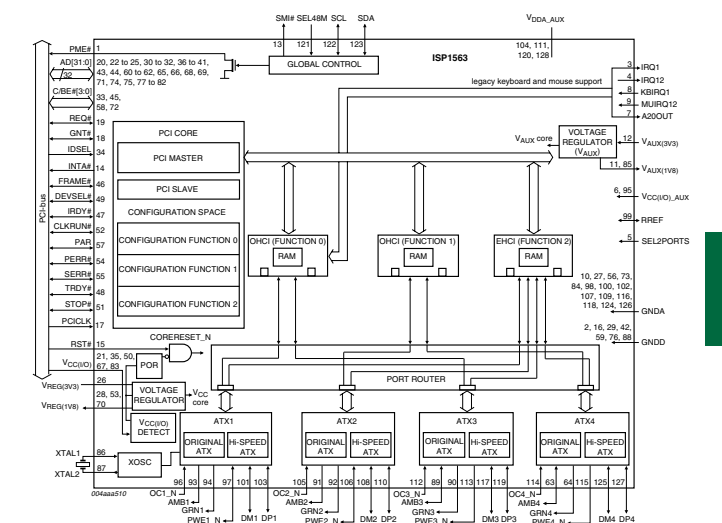 SMI# SEL48M SCL SDA
VDDA_AUX
13 121 122 123
104, 111,
120, 128
GLOBAL CONTROL
ISP1563
PCI-bus
PME# 1
AD[31:0] 20, 22 to 25, 30 to 32, 36 to 41,
32 43, 44, 60 to 62, 65, 66, 68, 69,
71, 74, 75, 77 to 82
C/BE#[3:0] 33, 45,
58, 72
REQ# 19
GNT# 18
IDSEL 34
INTA# 14
FRAME# 46
DEVSEL# 49
IRDY# 47
CLKRUN# 52
PAR 57
PERR# 54
SERR# 55
TRDY# 48
STOP# 51
PCICLK 17
RST# 15
VCC(I/O) 21, 35, 50,
67, 83
VREG(3V3) 26
VREG(1V8) 28, 53,
70
XTAL1 86
XTAL2 87
004aaa510
PCI CORE
PCI MASTER
PCI SLAVE
CONFIGURATION SPACE
CONFIGURATION FUNCTION 0
CONFIGURATION FUNCTION 1
CONFIGURATION FUNCTION 2
legacy keyboard and mouse support
3 IRQ1
4 IRQ12
8 KBIRQ1
9 MUIRQ12
7 A20OUT
VAUX core
VOLTAGE
REGULATOR
(VAUX)
12 VAUX(3V3)
11, 85 VAUX(1V8)
6, 95 VCC(I/O)_AUX
99 RREF
5 SEL2PORTS
10, 27, 56, 73,
84, 98, 100, 102,
107, 109, 116,
118, 124, 126
GNDA
2, 16, 29, 42,
59, 76, 88
GNDD
OHCI (FUNCTION 0)
RAM
OHCI (FUNCTION 1)
RAM
EHCI (FUNCTION 2)
RAM
CORERESET_N
POR
VOLTAGE
REGULATOR
VCC
core
VCC(I/O)
DETECT
XOSC
PORT ROUTER
ATX1
ORIGINAL
ATX
Hi-SPEED
ATX
ATX2
ORIGINAL
ATX
Hi-SPEED
ATX
ATX3
ORIGINAL
ATX
Hi-SPEED
ATX
ATX4
ORIGINAL
ATX
Hi-SPEED
ATX
96 93 94 97 101 103
OC1_N
AMB1
GRN1
PWE1_N
DM1 DP1
105 91 92 106 108 110
OC2_N
AMB2
GRN2
PWE2_N
DM2 DP2
112 89 90 113 117 119
OC3_N
AMB3
GRN3
PWE3_N
DM3 DP3
114 63 64 115 125 127
OC4_N
AMB4
GRN4
PWE4_N
DM4 DP4